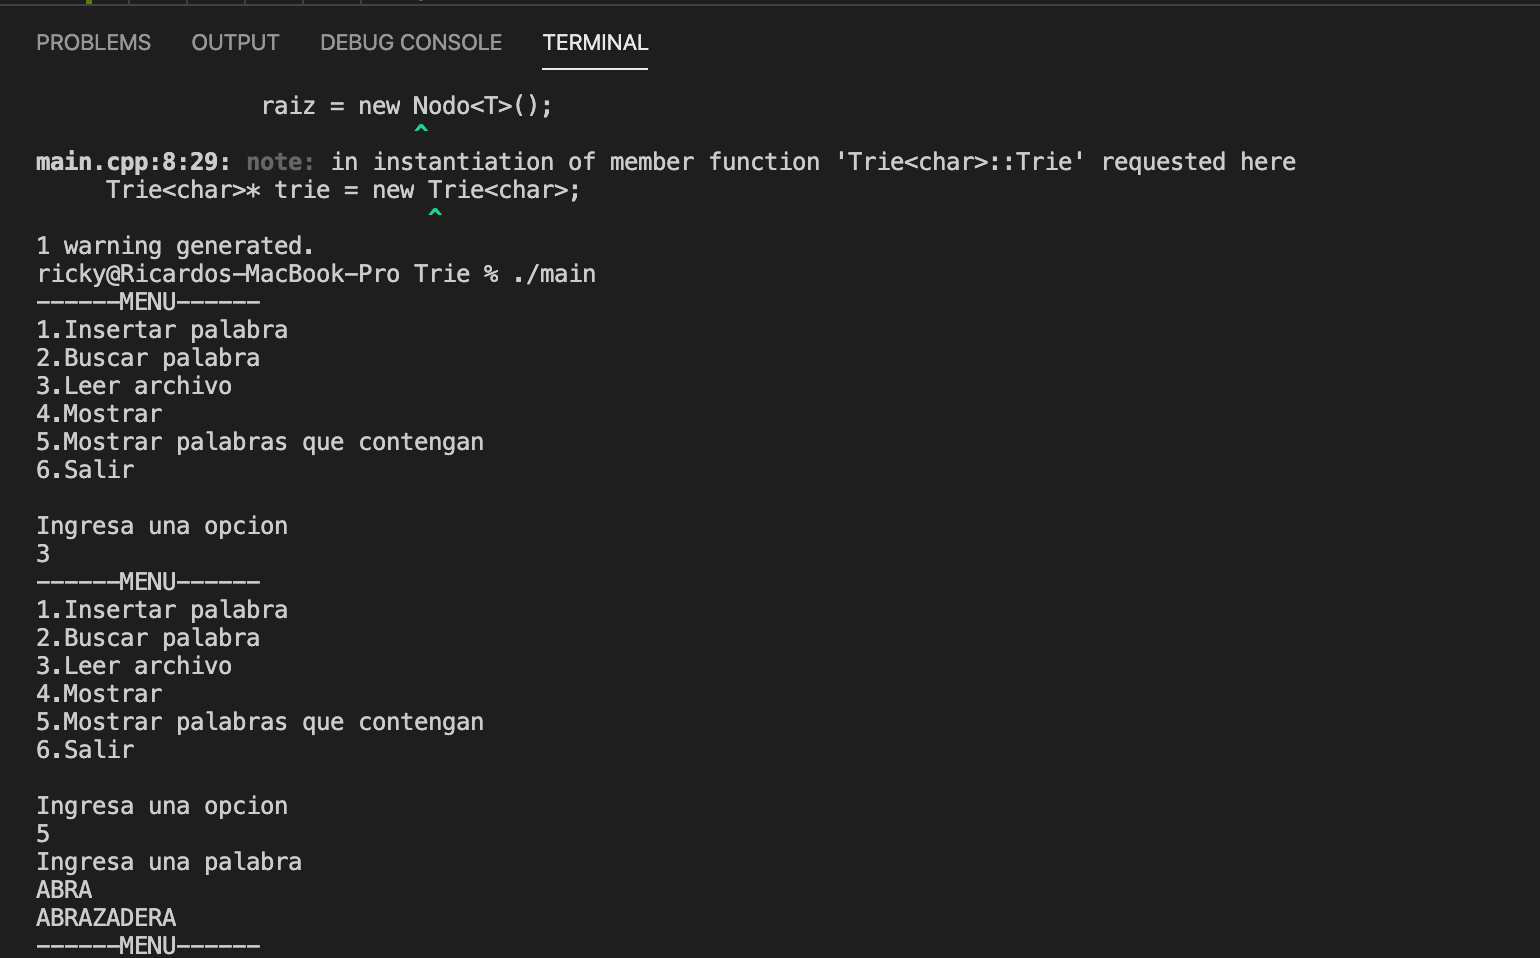 PROBLEMS OUTPUT DEBUG CONSOLE TERMINAL
raiz = new Nodo<T>();
^
main.cpp:8:29: note: in instantiation of member function 'Trie<char>::Trie' requested here
Trie<char>* trie = new Trie<char>;
^
1 warning generated.
ricky@Ricardos-MacBook-Pro Trie % ./main
------MENU------
1.Insertar palabra
2.Buscar palabra
3.Leer archivo
4.Mostrar
5.Mostrar palabras que contengan
6.Salir
Ingresa una opcion
3
------MENU------
1.Insertar palabra
2.Buscar palabra
3.Leer archivo
4.Mostrar
5.Mostrar palabras que contengan
6.Salir
Ingresa una opcion
5
Ingresa una palabra
ABRA
ABRAZADERA
------MENU------